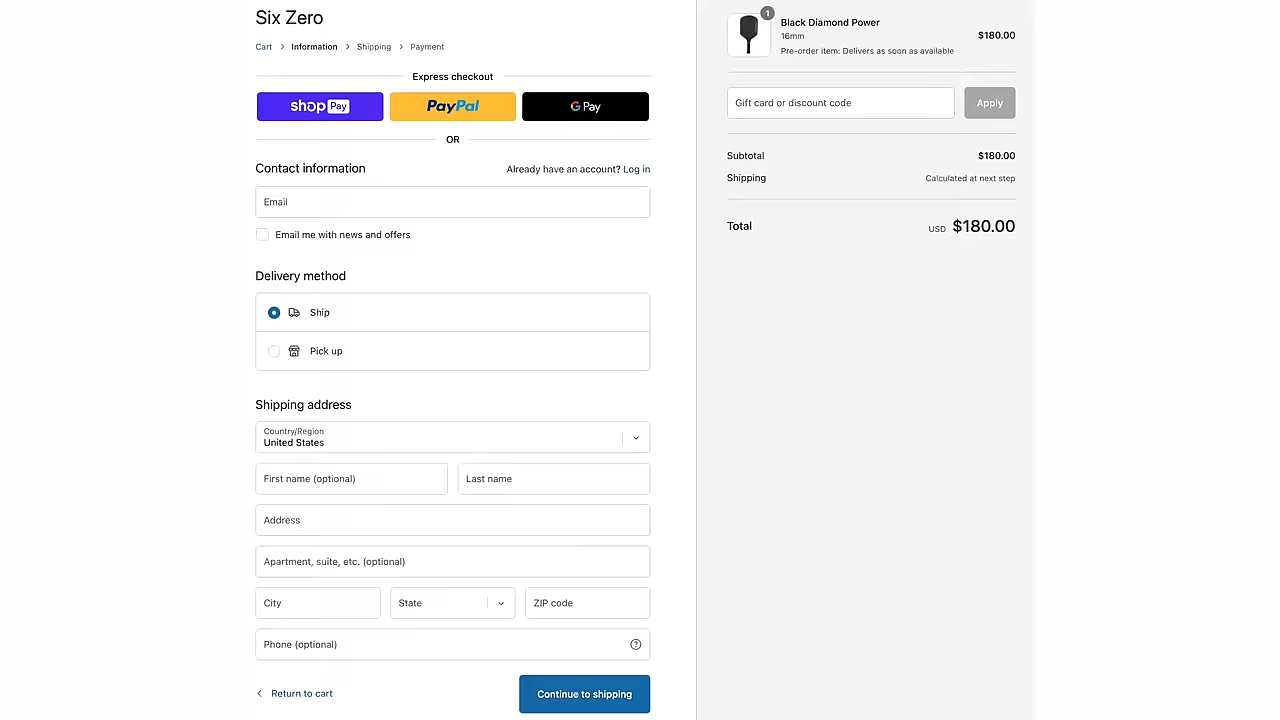 Six Zero
Cart > Information > Shipping > Payment
Express checkout
shop Pay
PayPal
G Pay
OR
Contact information
Already have an account? Log in
Email
Email me with news and offers
Delivery method
Ship
Pick up
Shipping address
Country/Region
United States
First name (optional)
Last name
Address
Apartment, suite, etc. (optional)
City
State
ZIP code
Phone (optional)
Return to cart
Continue to shipping
1
Black Diamond Power
16mm
Pre-order item: Delivers as soon as available
$180.00
Gift card or discount code
Apply
Subtotal $180.00
Shipping Calculated at next step
Total USD $180.00